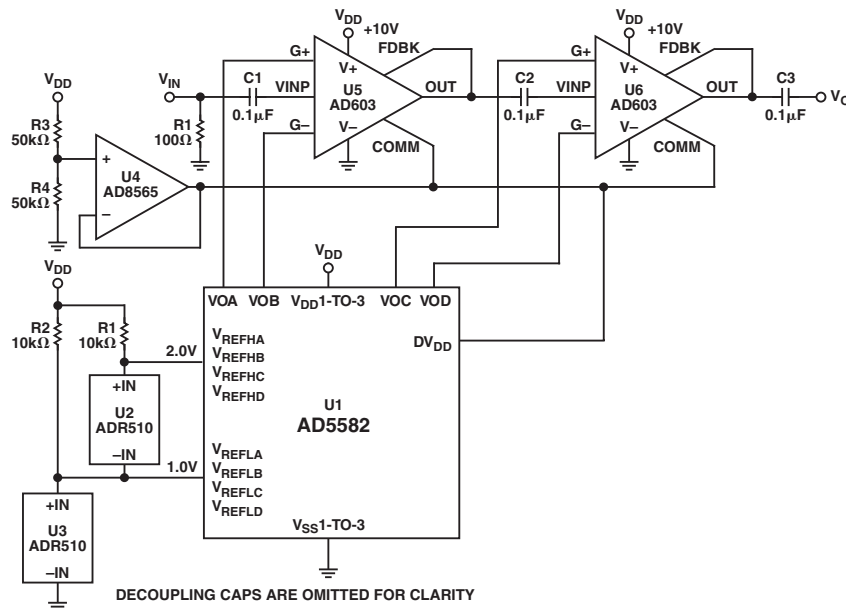 VDD
+10V
FDBK
G+
V+
U5
AD603
OUT
VIN
C1
VINP
0.1μF
G–
V–
COMM
R1
100Ω
VDD
+10V
FDBK
G+
V+
U6
AD603
OUT
C2
VINP
0.1μF
G–
V–
COMM
C3
0.1μF
VO
VDD
R3
50kΩ
R4
50kΩ
+
U4
AD8565
–
VDD
R2
10kΩ
R1
10kΩ
2.0V
+IN
U2
ADR510
–IN
1.0V
+IN
U3
ADR510
–IN
VDD
VOA
VOB
VDD1-TO-3
VOC
VOD
VREFHA
VREFHB
VREFHC
VREFHD
DVDD
U1
AD5582
VREFLA
VREFLB
VREFLC
VREFLD
VSS1-TO-3
DECOUPLING CAPS ARE OMITTED FOR CLARITY